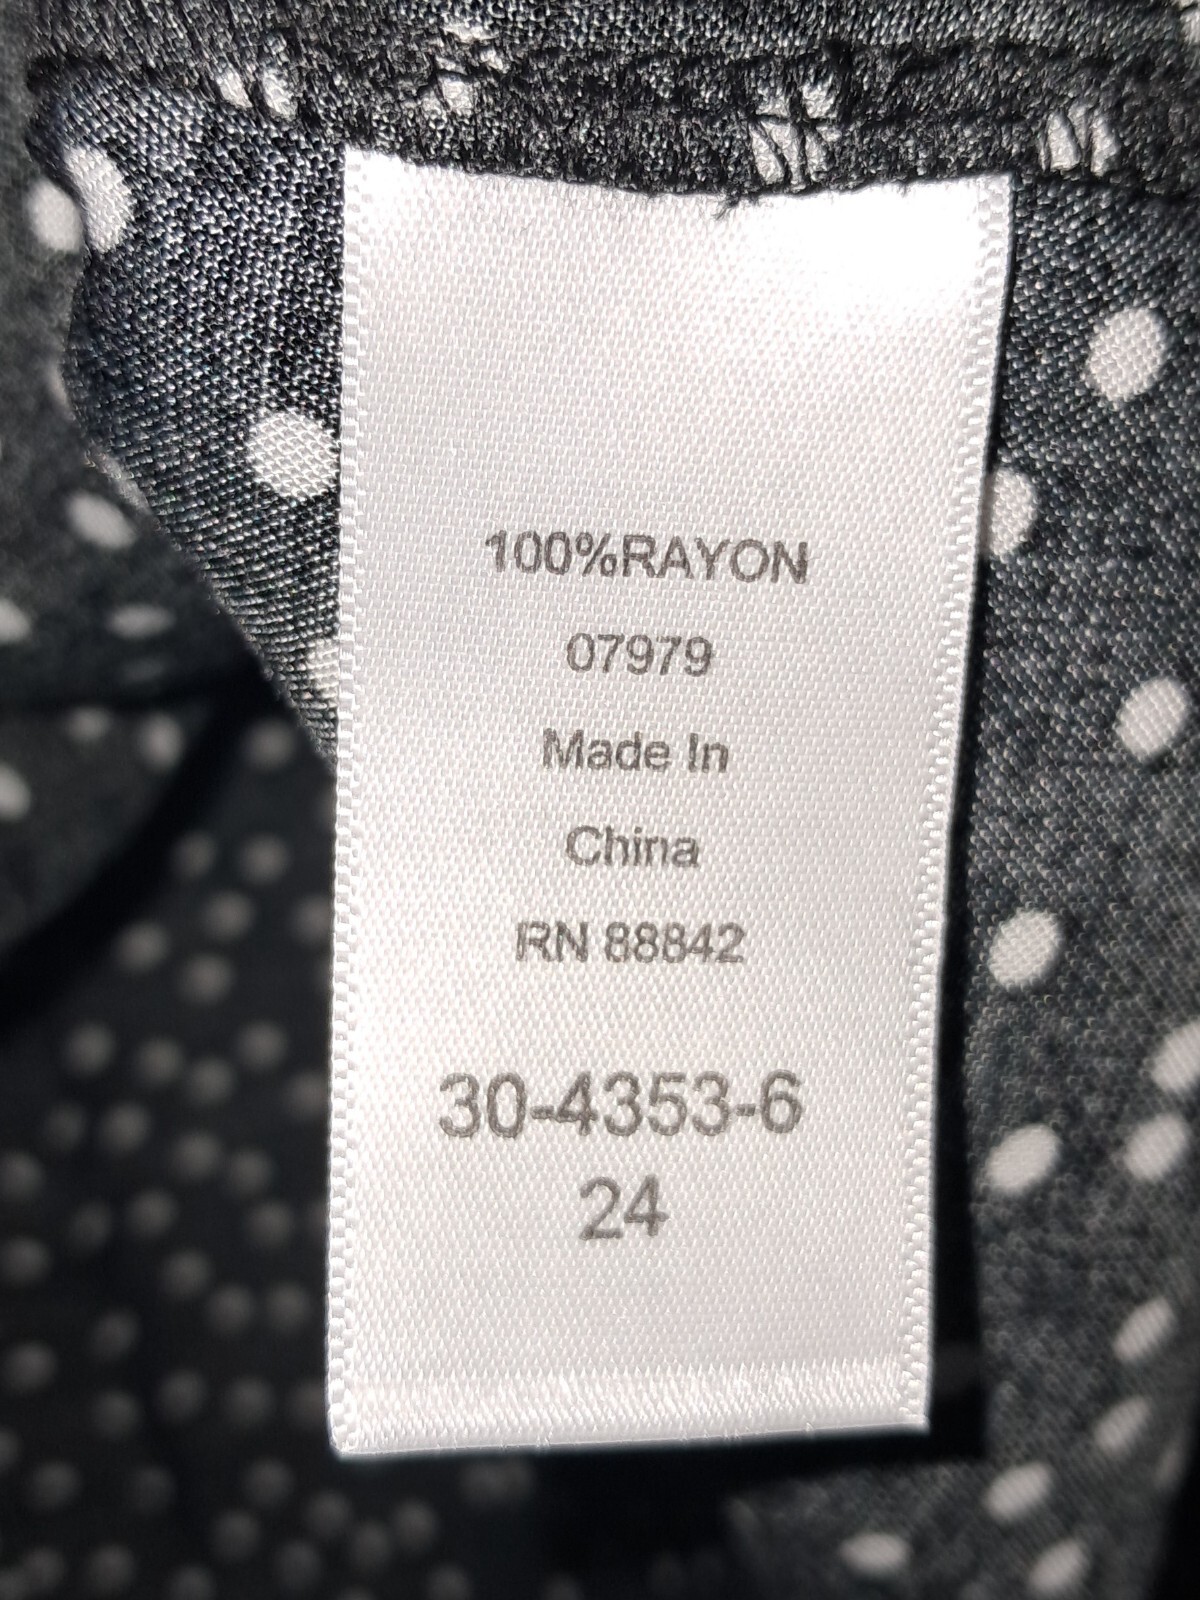 100%RAYON
07979
Made In
China
RN 88842
30-4353-6
24